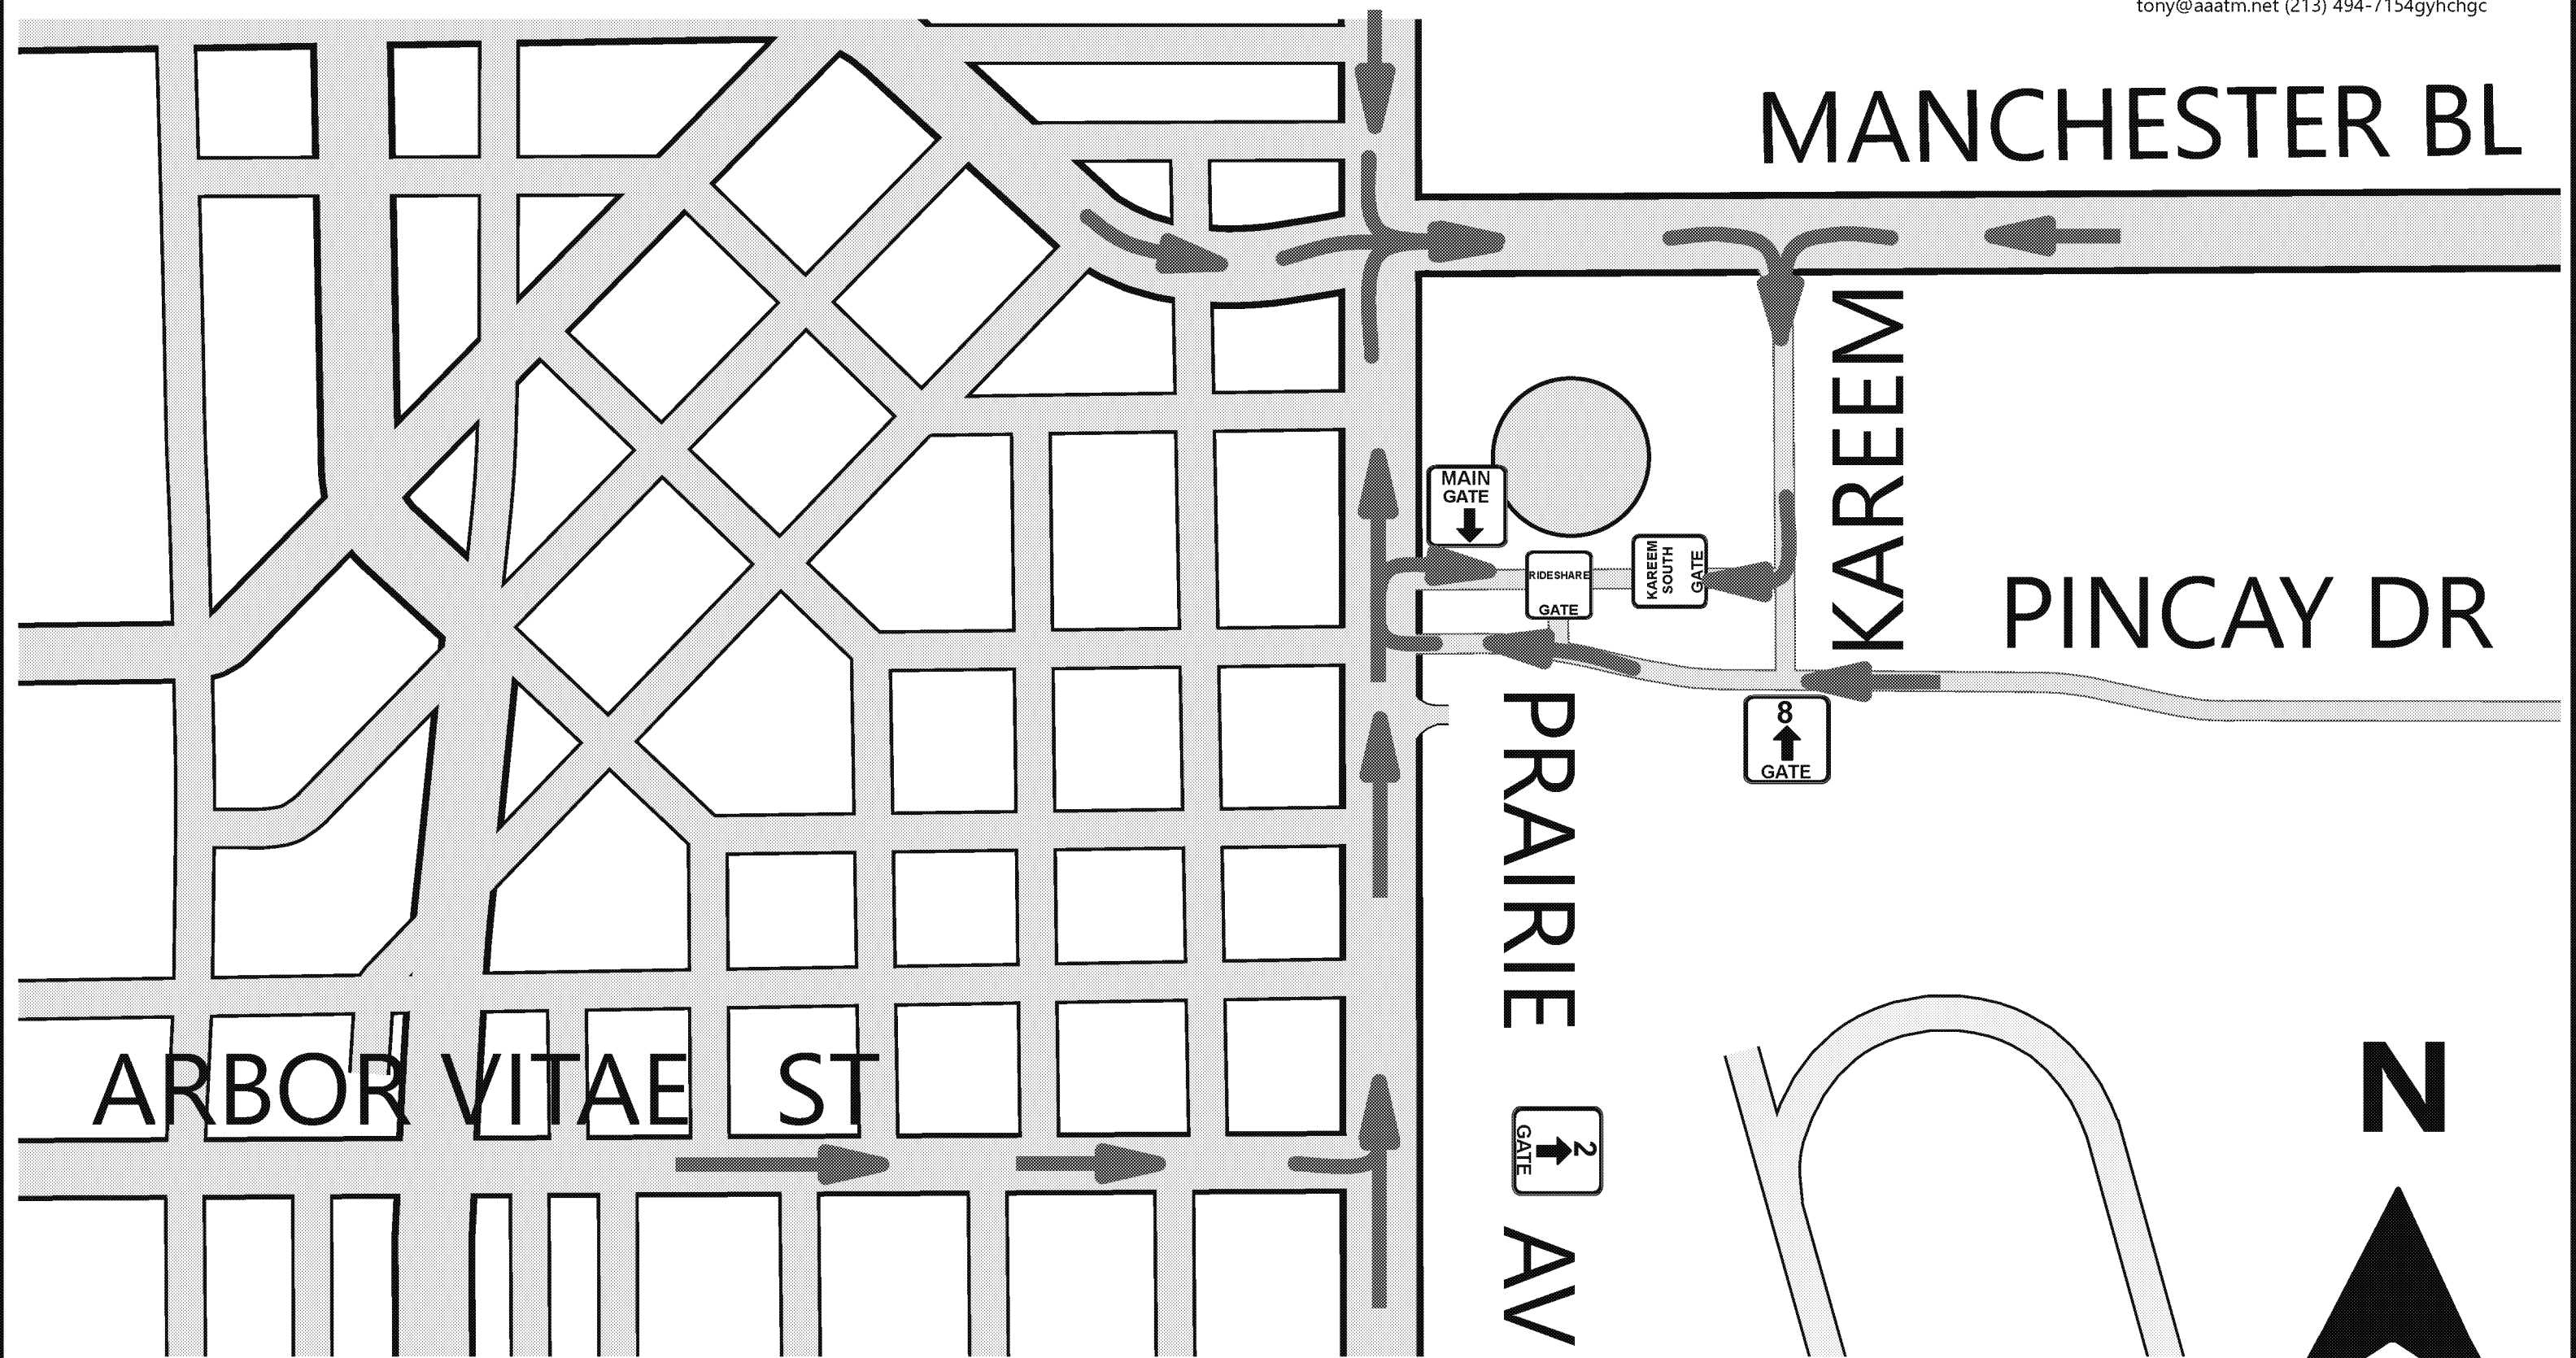 tony@aaatm.net (213) 494-7154gyhchgc
MANCHESTER BL
KAREEM
MAIN
GATE
RIDESHARE
GATE
KAREEM
SOUTH
GATE
PINCAY DR
8
GATE
PRAIRIE AV
2
GATE
ARBOR VITAE ST
N